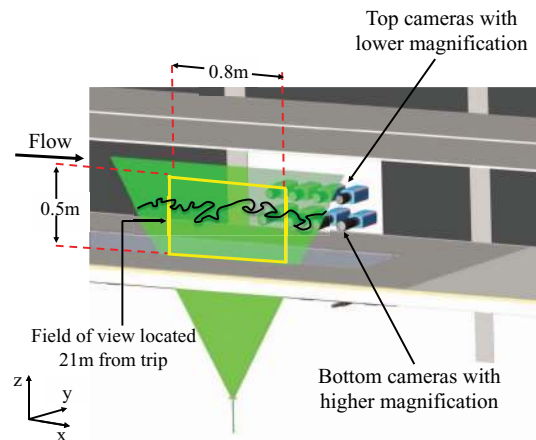 Top cameras with
lower magnification
0.8m
Flow
0.5m
Field of view located
21m from trip
Bottom cameras with
higher magnification
z
y
x